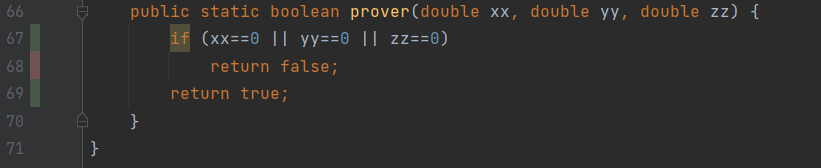 66 public static boolean prover(double xx, double yy, double zz) {
67 if (xx==0 || yy==0 || zz==0)
68 return false;
69 return true;
70 }
71 }